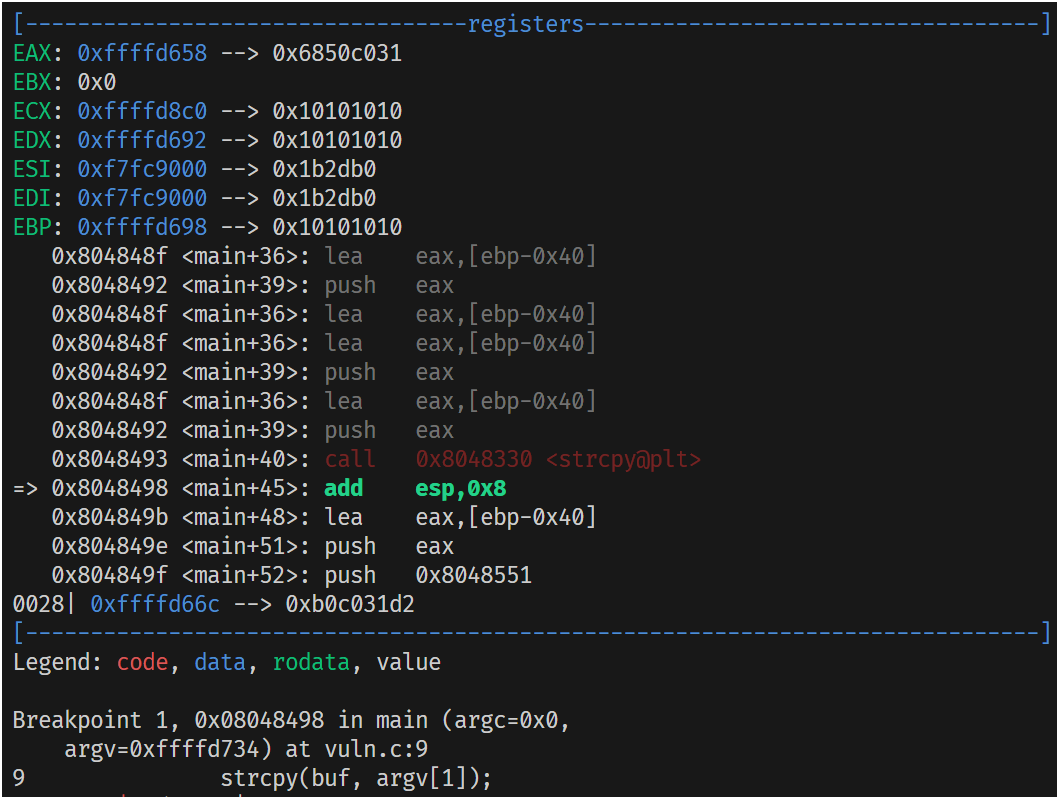 [----------------------------------registers-----------------------------------]
EAX: 0xffffd658 --> 0x6850c031
EBX: 0x0
ECX: 0xffffd8c0 --> 0x10101010
EDX: 0xffffd692 --> 0x10101010
ESI: 0xf7fc9000 --> 0x1b2db0
EDI: 0xf7fc9000 --> 0x1b2db0
EBP: 0xffffd698 --> 0x10101010
   0x804848f <main+36>: lea    eax,[ebp-0x40]
   0x8048492 <main+39>: push   eax
   0x804848f <main+36>: lea    eax,[ebp-0x40]
   0x804848f <main+36>: lea    eax,[ebp-0x40]
   0x8048492 <main+39>: push   eax
   0x804848f <main+36>: lea    eax,[ebp-0x40]
   0x8048492 <main+39>: push   eax
   0x8048493 <main+40>: call   0x8048330 <strcpy@plt>
=> 0x8048498 <main+45>: add    esp,0x8
   0x804849b <main+48>: lea    eax,[ebp-0x40]
   0x804849e <main+51>: push   eax
   0x804849f <main+52>: push   0x8048551
0028| 0xffffd66c --> 0xb0c031d2
[------------------------------------------------------------------------------]
Legend: code, data, rodata, value
Breakpoint 1, 0x08048498 in main (argc=0x0,
    argv=0xffffd734) at vuln.c:9
9               strcpy(buf, argv[1]);